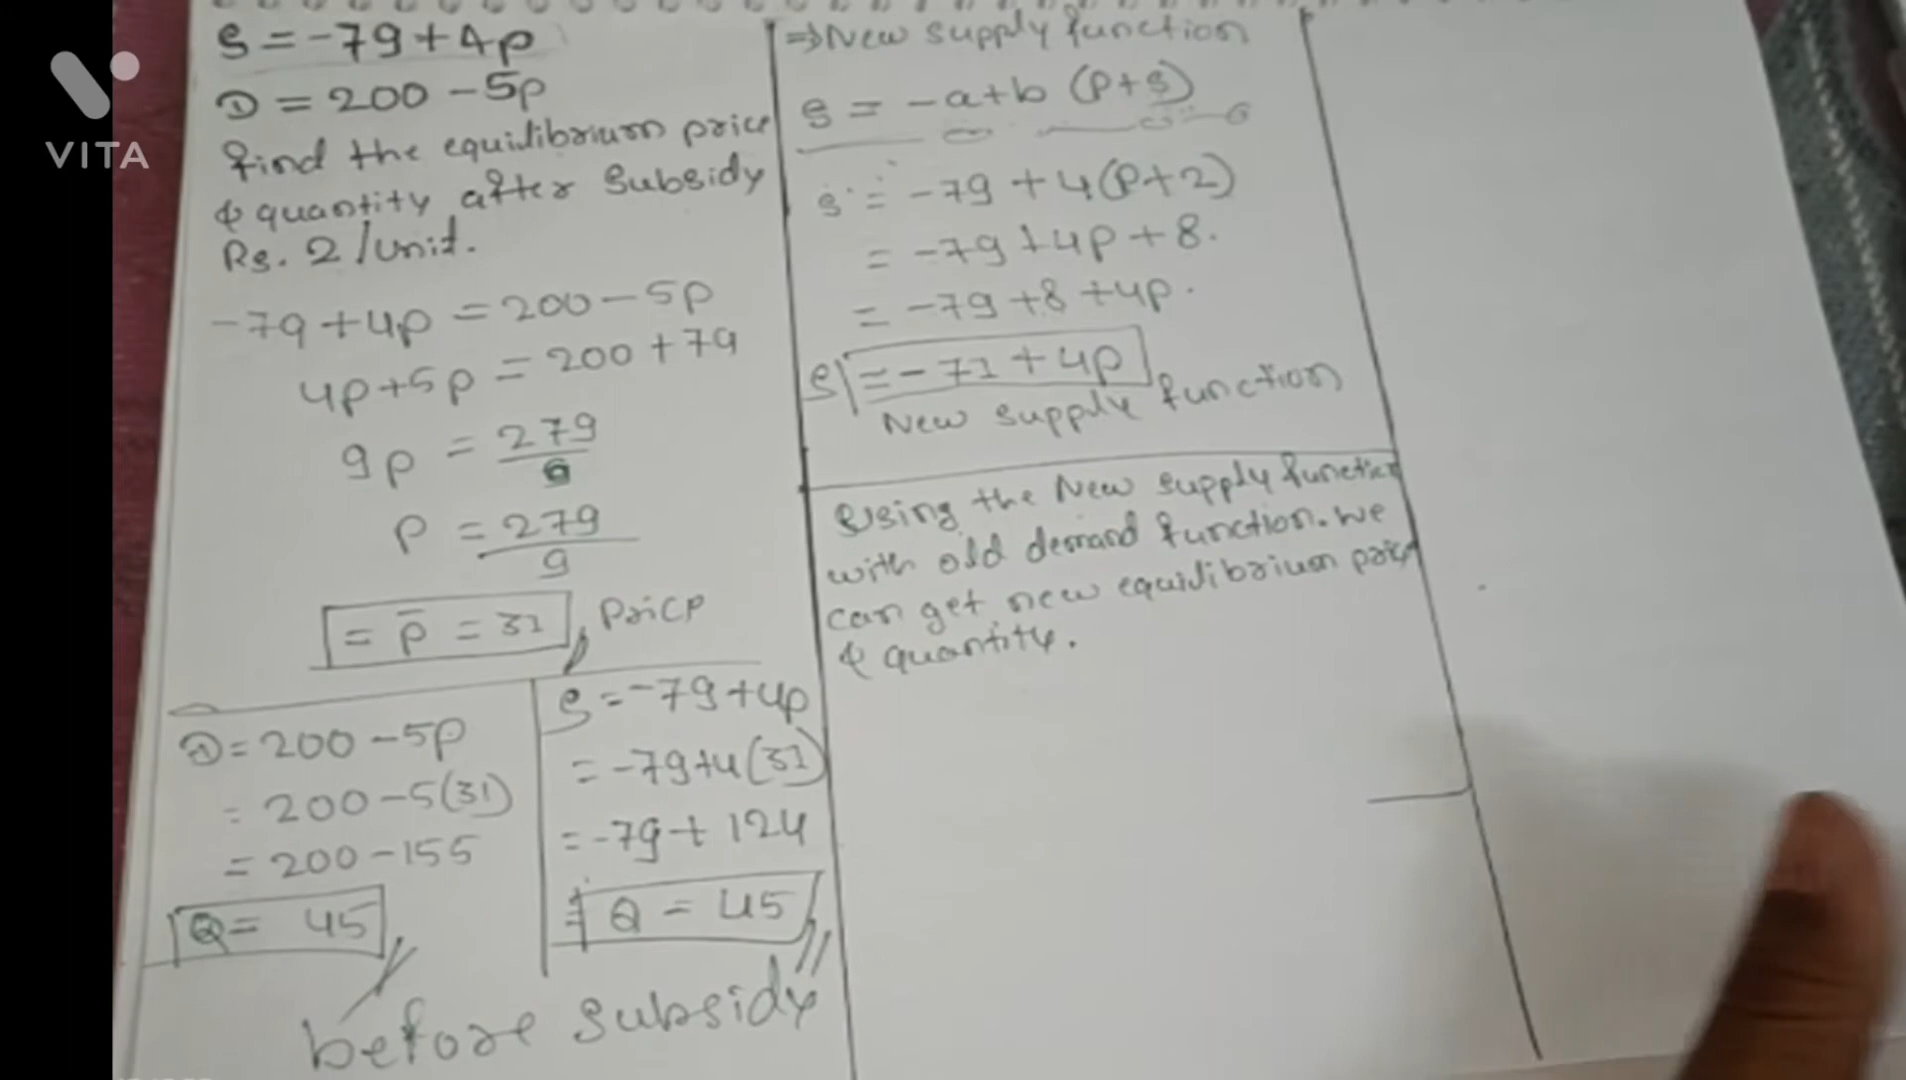 VITA
S = -79 + 4p
D = 200 - 5p
find the equilibrium price
& quantity after Subsidy
Rs. 2/unit.
-79 + 4p = 200 - 5p
4p + 5p = 200 + 79
9p = 279/9
P = 279/9
= p̄ = 31, Price
D = 200 - 5p
= 200 - 5(31)
= 200 - 155
Q = 45
S = -79 + 4p
= -79 + 4(31)
= -79 + 124
Q = 45
before subsidy
⇒ New supply function
S = -a + b (p + s)
S = -79 + 4(P + 2)
= -79 + 4p + 8.
= -79 + 8 + 4p.
S = -71 + 4p
New supply function
Using the New supply function
with old demand function. We
can get new equilibrium price
& quantity.